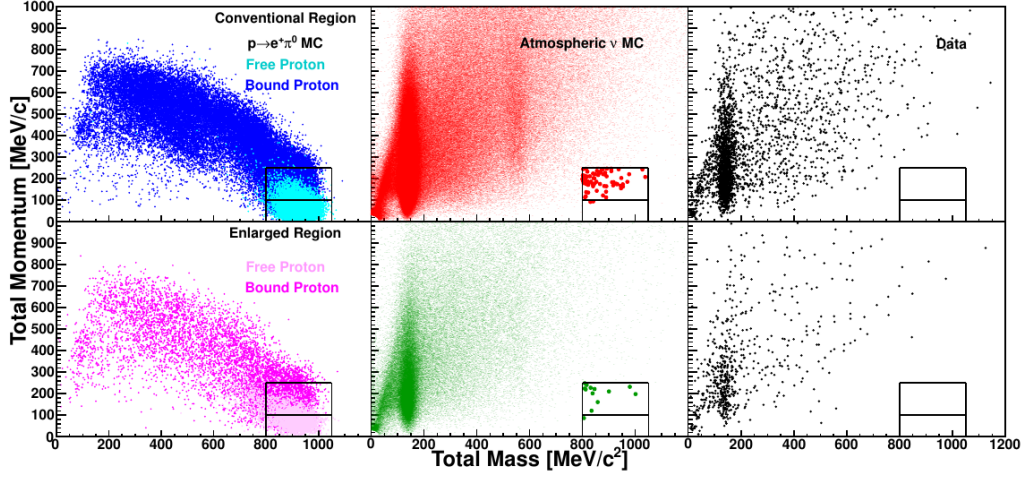 Conventional Region
p→e⁺π⁰ MC
Free Proton
Bound Proton
Atmospheric ν MC
Data
900
800
700
600
500
400
300
200
100
0
Enlarged Region
Free Proton
Bound Proton
900
800
700
600
500
400
300
200
100
0
0 200 400 600 800 1000
0 200 400 600 800 1000
0 200 400 600 800 1000 1200
Total Momentum [MeV/c]
Total Mass [MeV/c²]